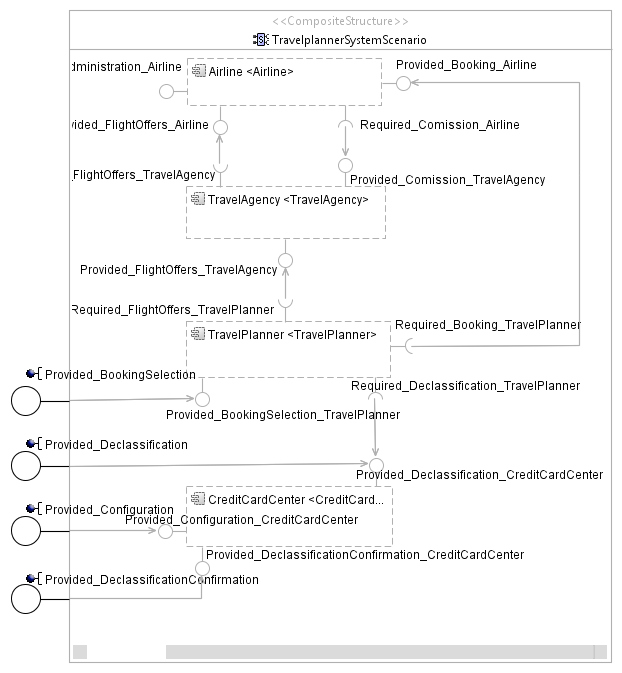 <<CompositeStructure>>
TravelplannerSystemScenario
dministration_Airline
Airline <Airline>
Provided_Booking_Airline
vided_FlightOffers_Airline
Required_Comission_Airline
_FlightOffers_TravelAgency
Provided_Comission_TravelAgency
TravelAgency <TravelAgency>
Provided_FlightOffers_TravelAgency
Required_FlightOffers_TravelPlanner
TravelPlanner <TravelPlanner>
Required_Booking_TravelPlanner
Provided_BookingSelection
Required_Declassification_TravelPlanner
Provided_BookingSelection_TravelPlanner
Provided_Declassification
Provided_Declassification_CreditCardCenter
CreditCardCenter <CreditCard...
Provided_Configuration
Provided_Configuration_CreditCardCenter
Provided_DeclassificationConfirmation_CreditCardCenter
Provided_DeclassificationConfirmation